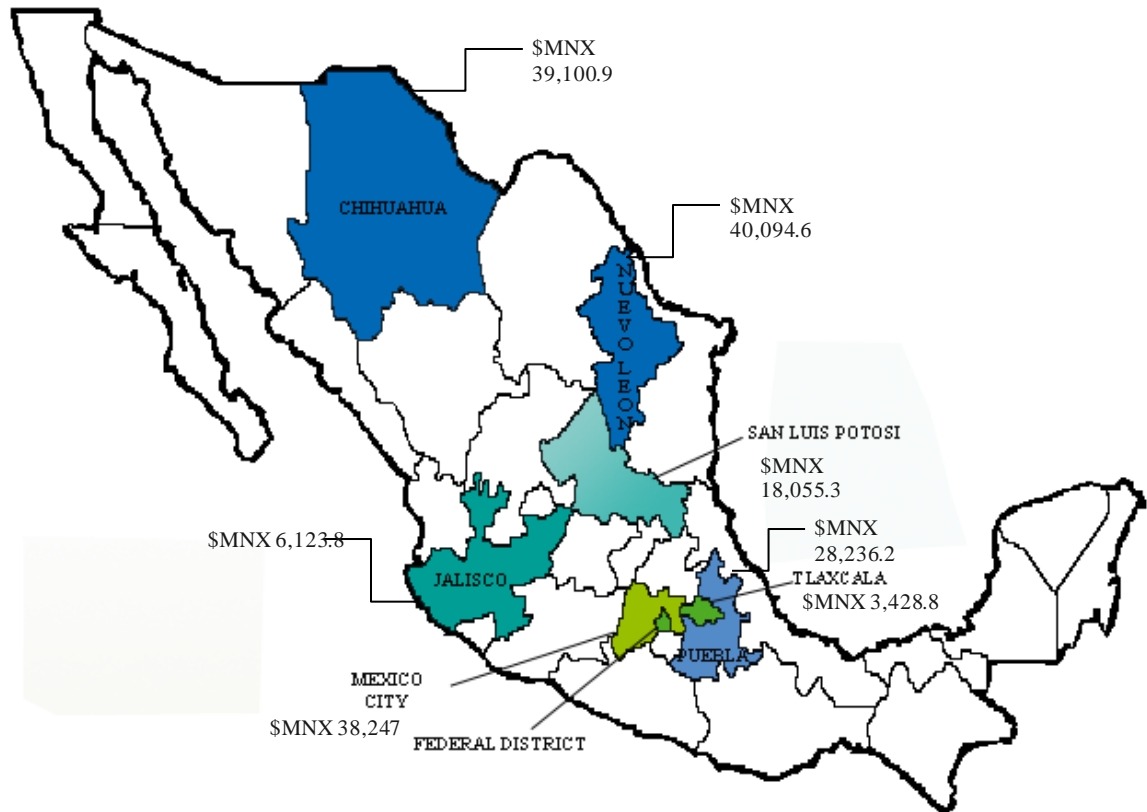 $MNX
39,100.9
CHIHUAHUA
$MNX
40,094.6
NUEVO LEON
SAN LUIS POTOSI
$MNX
18,055.3
$MNX
28,236.2
TLAXCALA
$MNX 3,428.8
$MNX 6,123.8
JALISCO
PUEBLA
MEXICO
CITY
$MNX 38,247
FEDERAL DISTRICT